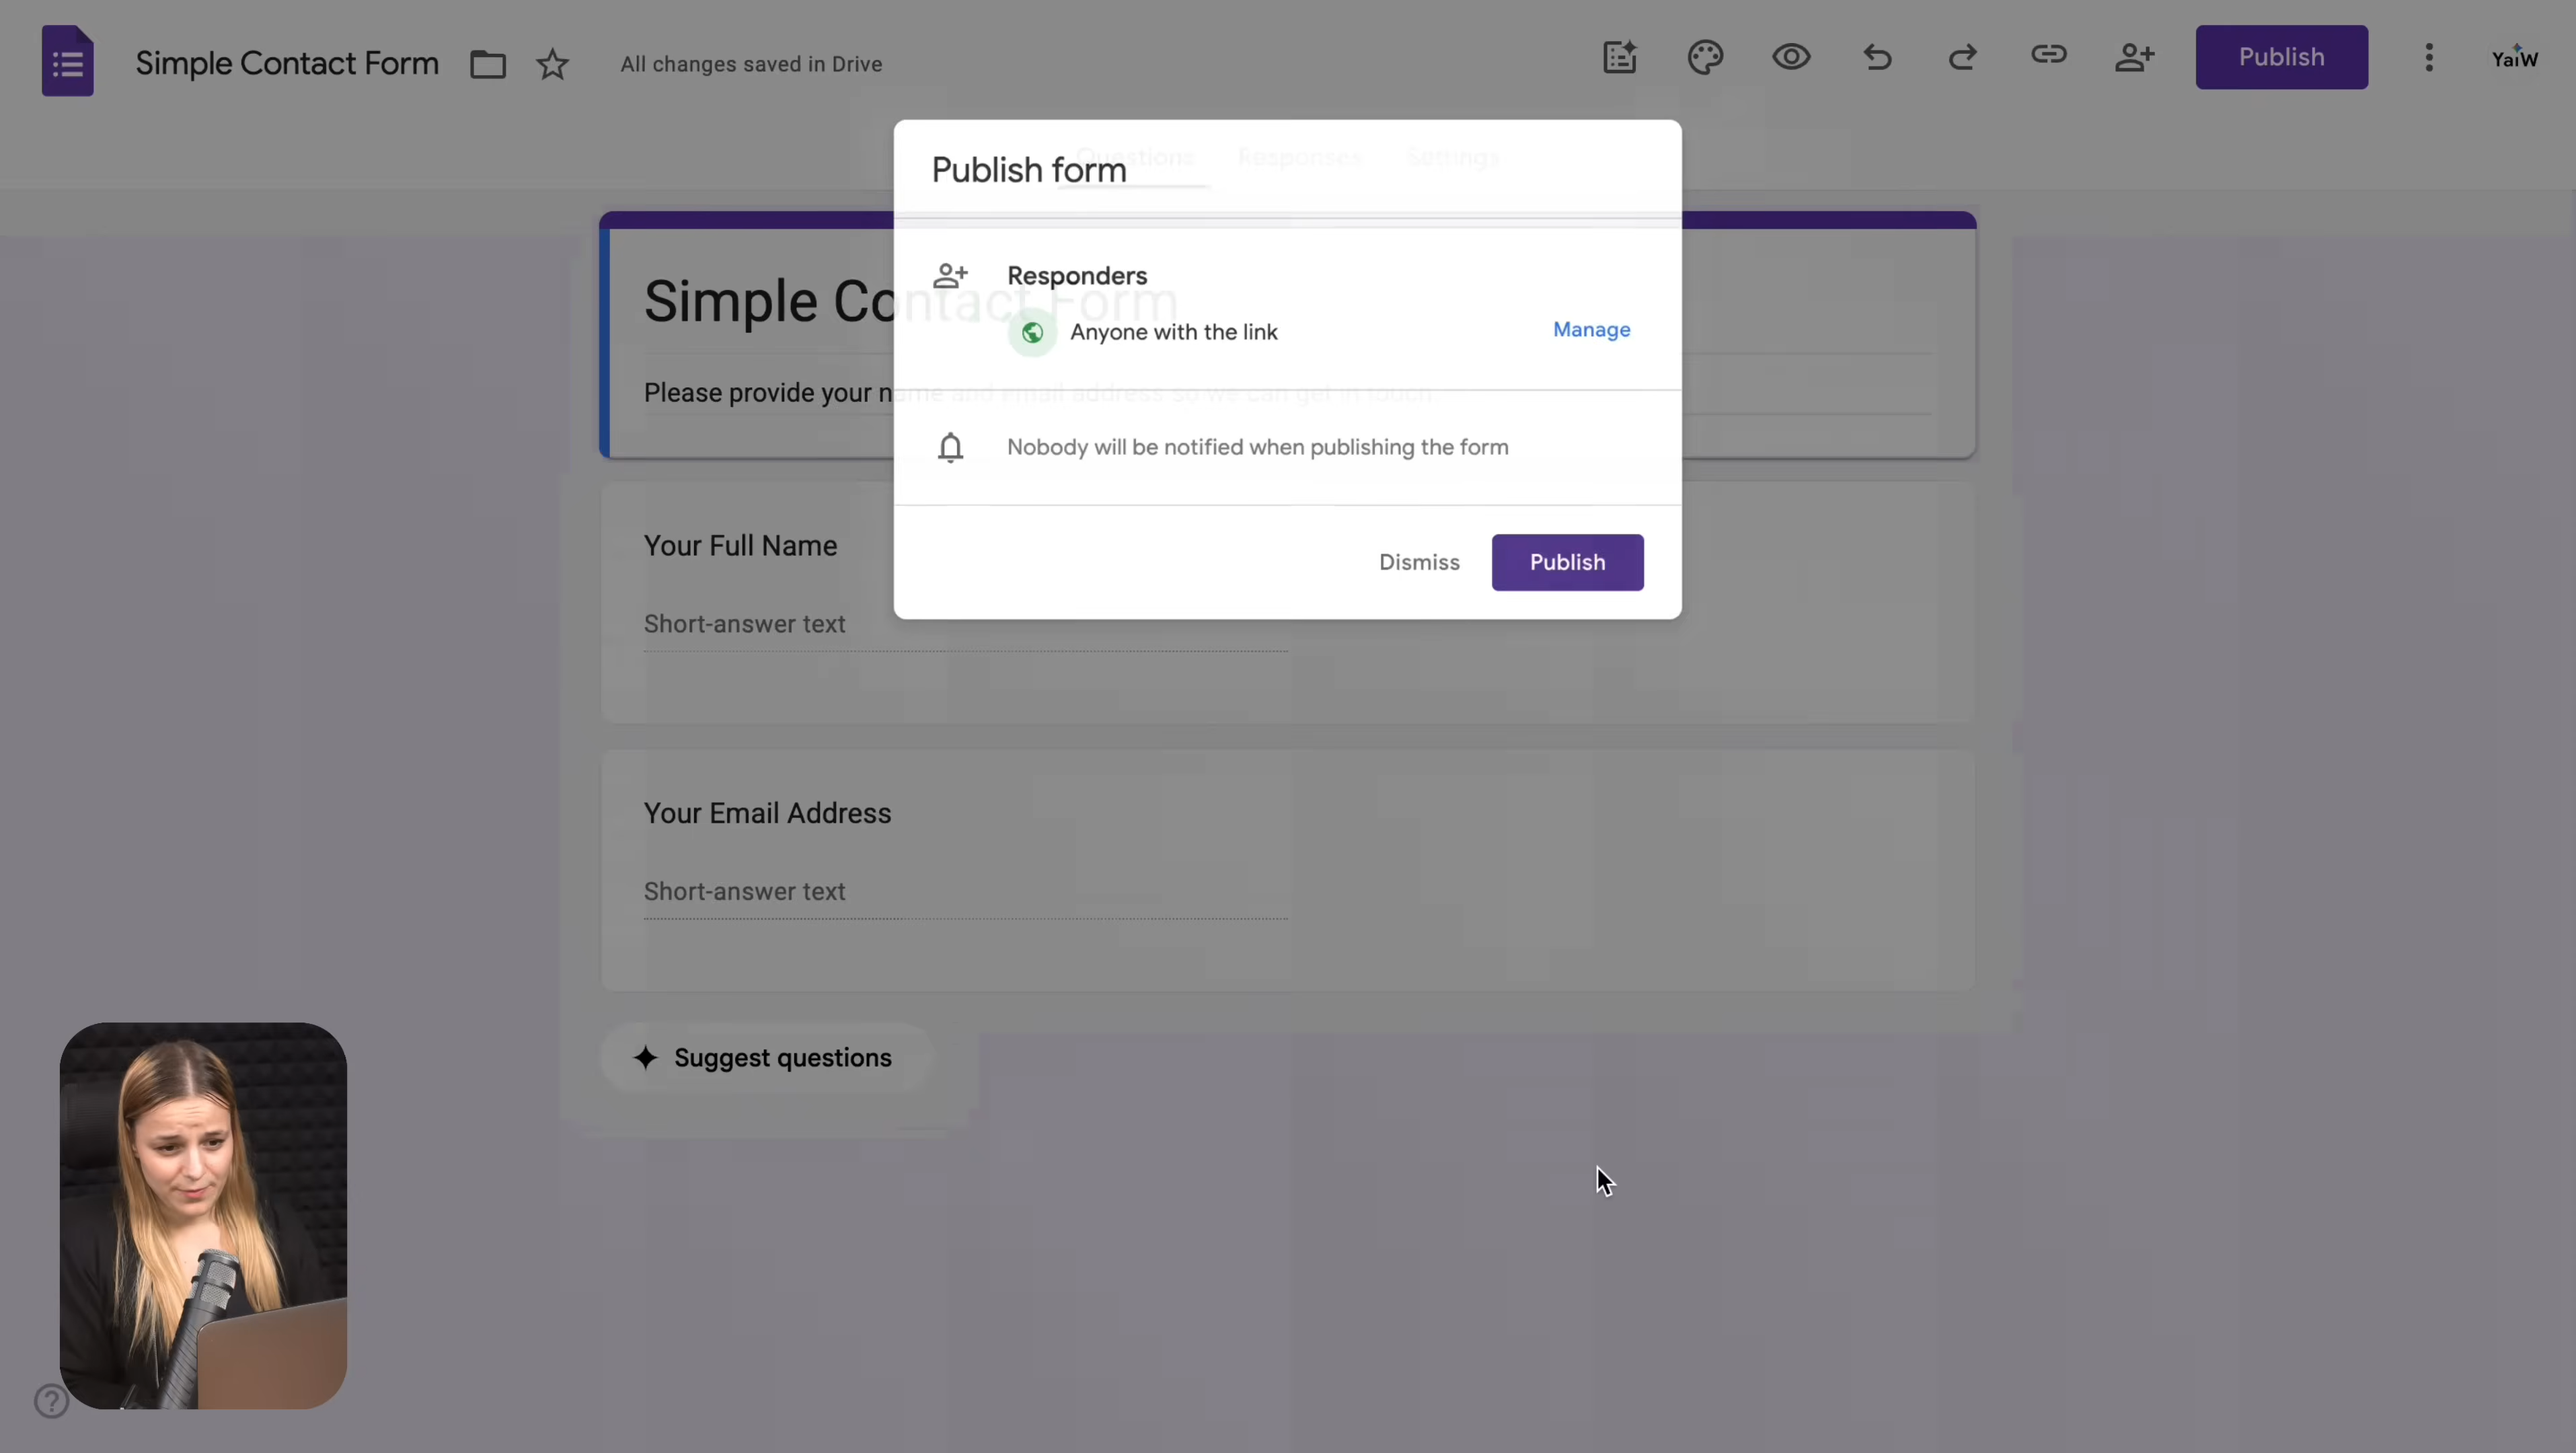 Simple Contact Form
All changes saved in Drive
Publish
YaiW
Questions Responses Settings
Publish form
Responders
Anyone with the link
Manage
Simple Contact Form
Please provide your name and email address so we can get in touch
Nobody will be notified when publishing the form
Dismiss
Publish
Your Full Name
Short-answer text
Your Email Address
Short-answer text
Suggest questions